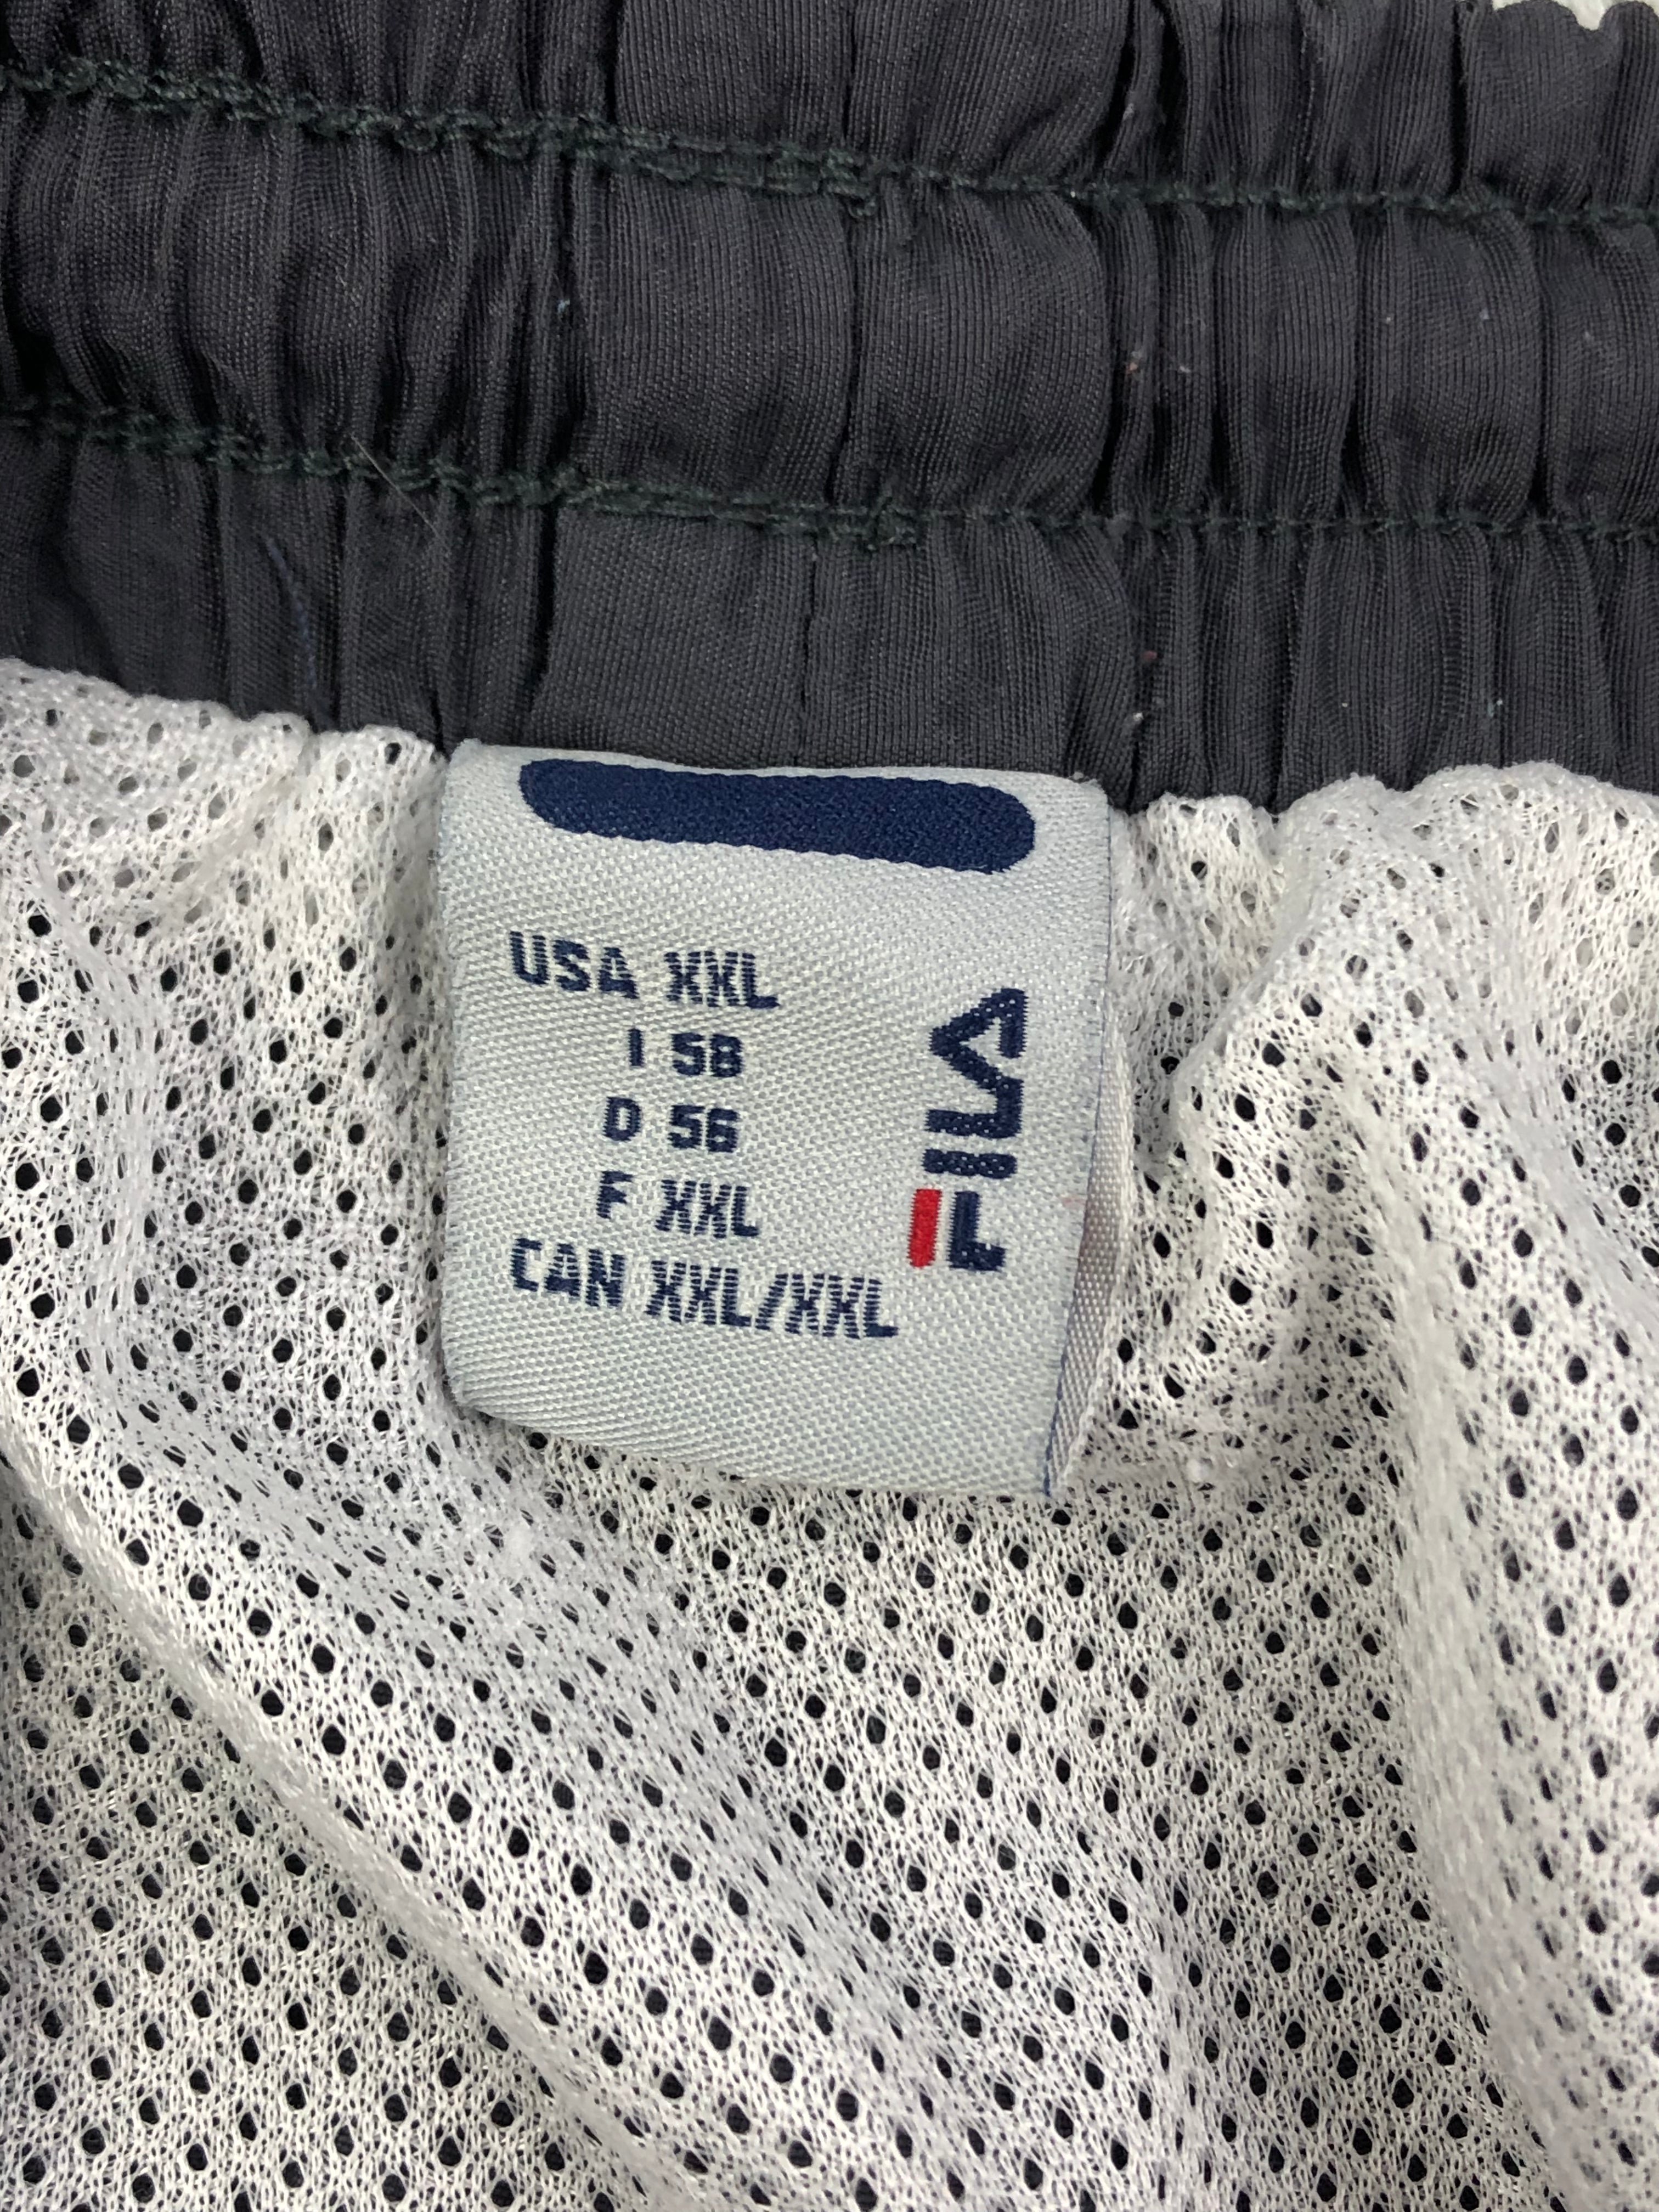 USA XXL
I 58
D 56
F XXL
CAN XXL/XXL
FILA